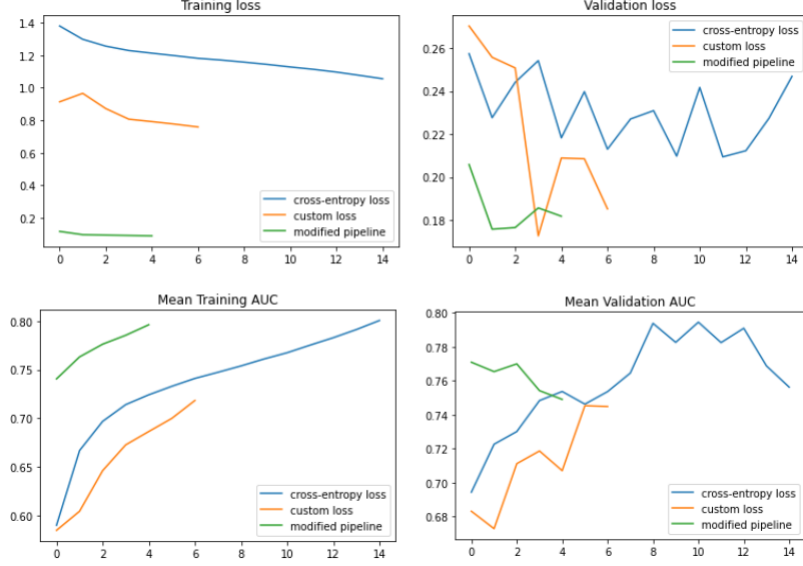 Training loss
1.4
1.2
1.0
0.8
0.6
0.4
0.2
cross-entropy loss
custom loss
modified pipeline
0 2 4 6 8 10 12 14
Validation loss
0.26
0.24
0.22
0.20
0.18
cross-entropy loss
custom loss
modified pipeline
0 2 4 6 8 10 12 14
Mean Training AUC
0.80
0.75
0.70
0.65
0.60
cross-entropy loss
custom loss
modified pipeline
0 2 4 6 8 10 12 14
Mean Validation AUC
0.80
0.78
0.76
0.74
0.72
0.70
0.68
cross-entropy loss
custom loss
modified pipeline
0 2 4 6 8 10 12 14